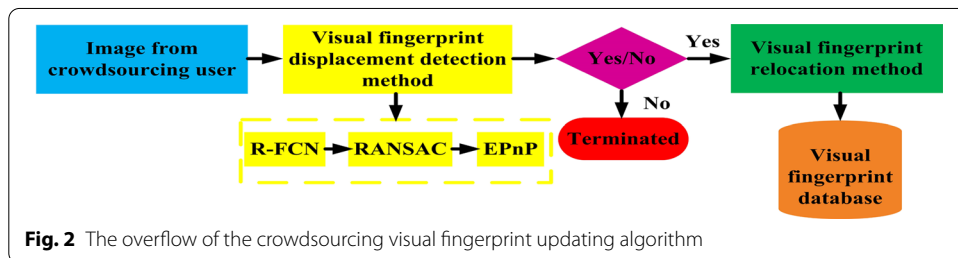 Image from
crowdsourcing user
Visual fingerprint
displacement detection
method
Yes/No
Yes
Visual fingerprint
relocation method
No
R-FCN
RANSAC
EPnP
Terminated
Visual
fingerprint
database
Fig. 2 The overflow of the crowdsourcing visual fingerprint updating algorithm